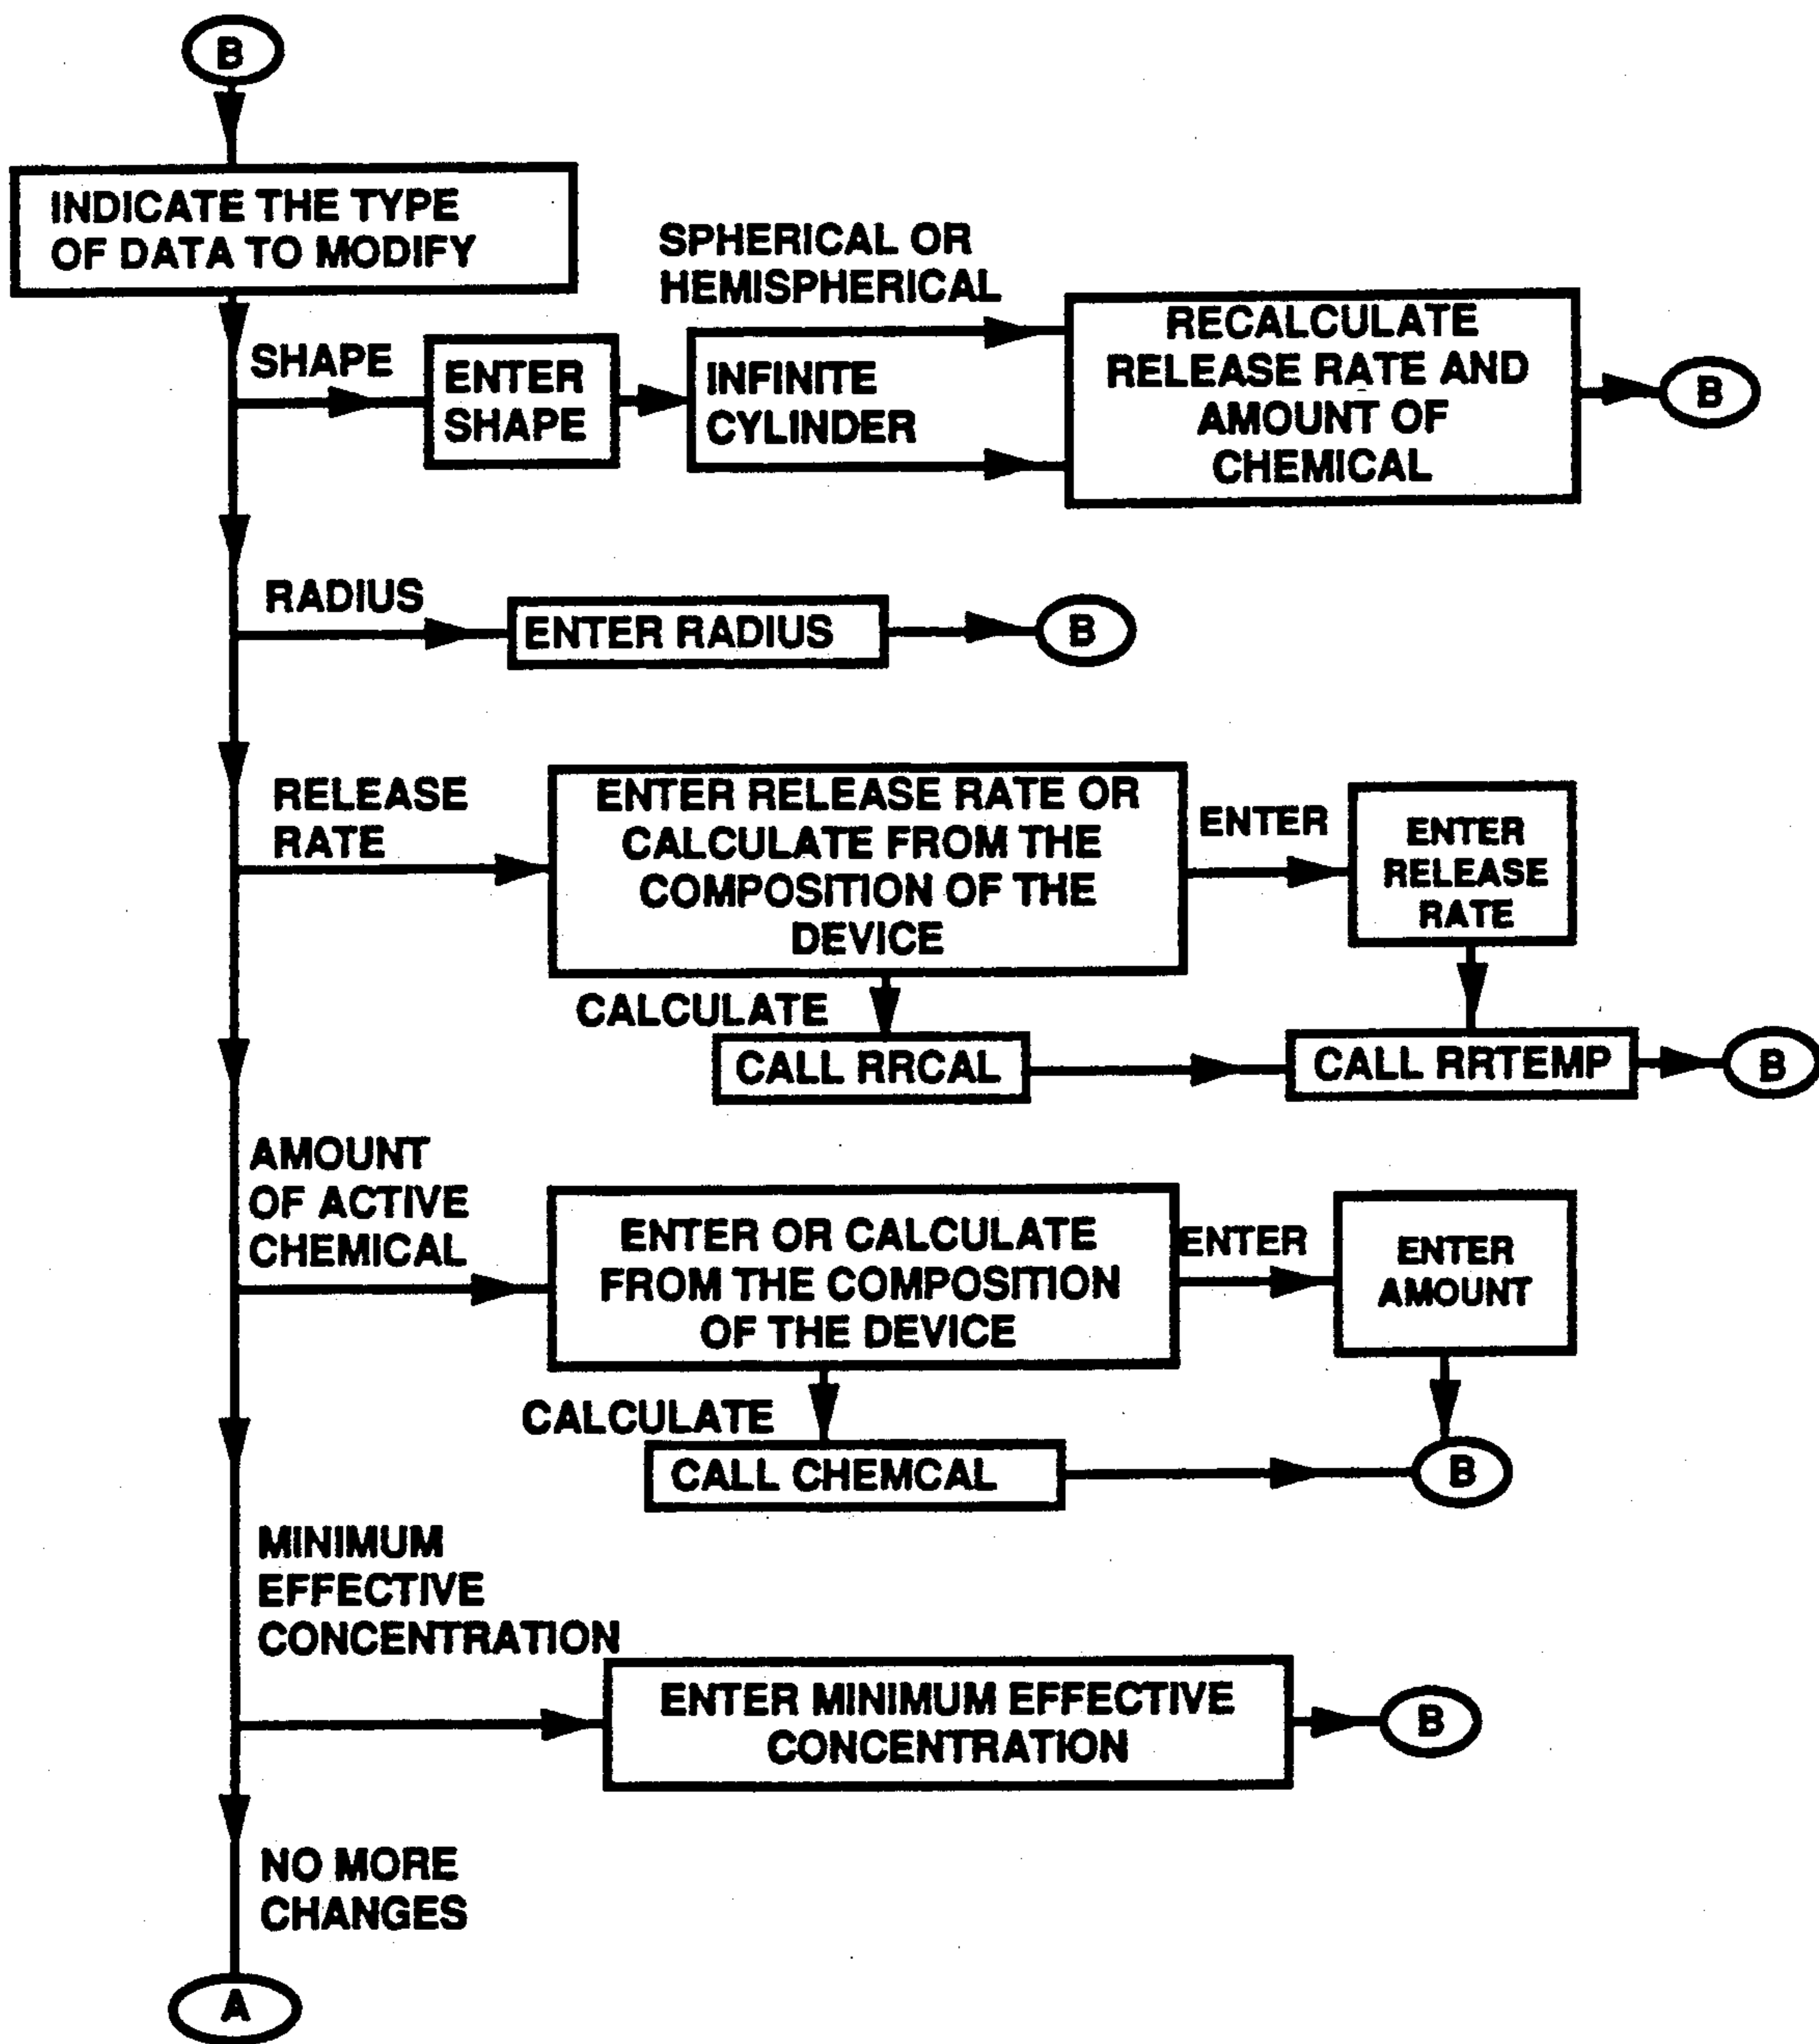 B
INDICATE THE TYPE
OF DATA TO MODIFY
SHAPE
ENTER
SHAPE
SPHERICAL OR
HEMISPHERICAL
INFINITE
CYLINDER
RECALCULATE
RELEASE RATE AND
AMOUNT OF
CHEMICAL
B
RADIUS
ENTER RADIUS
B
RELEASE
RATE
ENTER RELEASE RATE OR
CALCULATE FROM THE
COMPOSITION OF THE
DEVICE
ENTER
ENTER
RELEASE
RATE
CALCULATE
CALL RRCAL
CALL RRTEMP
B
AMOUNT
OF ACTIVE
CHEMICAL
ENTER OR CALCULATE
FROM THE COMPOSITION
OF THE DEVICE
ENTER
ENTER
AMOUNT
CALCULATE
CALL CHEMCAL
B
MINIMUM
EFFECTIVE
CONCENTRATION
ENTER MINIMUM EFFECTIVE
CONCENTRATION
B
NO MORE
CHANGES
A